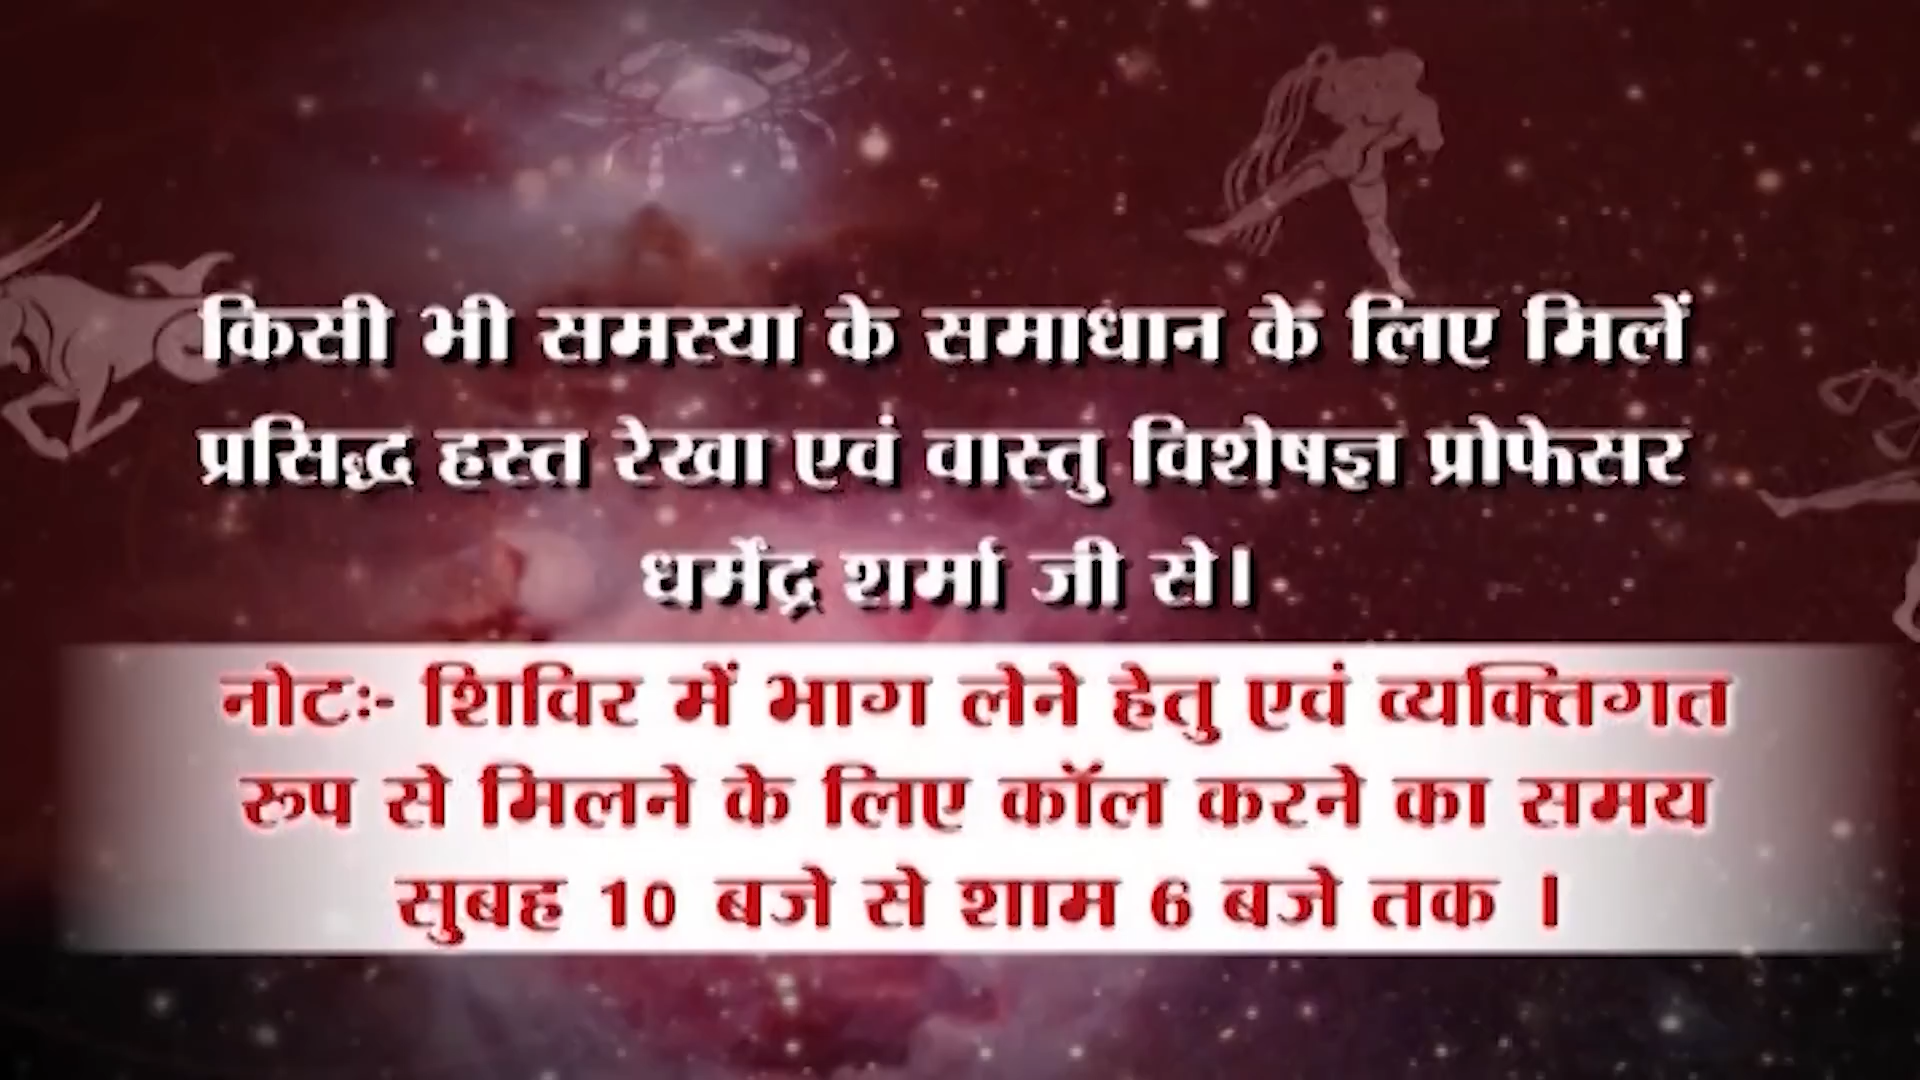 किसी भी समस्या के समाधान के लिए मिलें
प्रसिद्ध हस्त रेखा एवं वास्तु विशेषज्ञ प्रोफेसर
धर्मेंद्र शर्मा जी से।
नोटः- शिविर में भाग लेने हेतु एवं व्यक्तिगत
रूप से मिलने के लिए कॉल करने का समय
सुबह 10 बजे से शाम 6 बजे तक ।